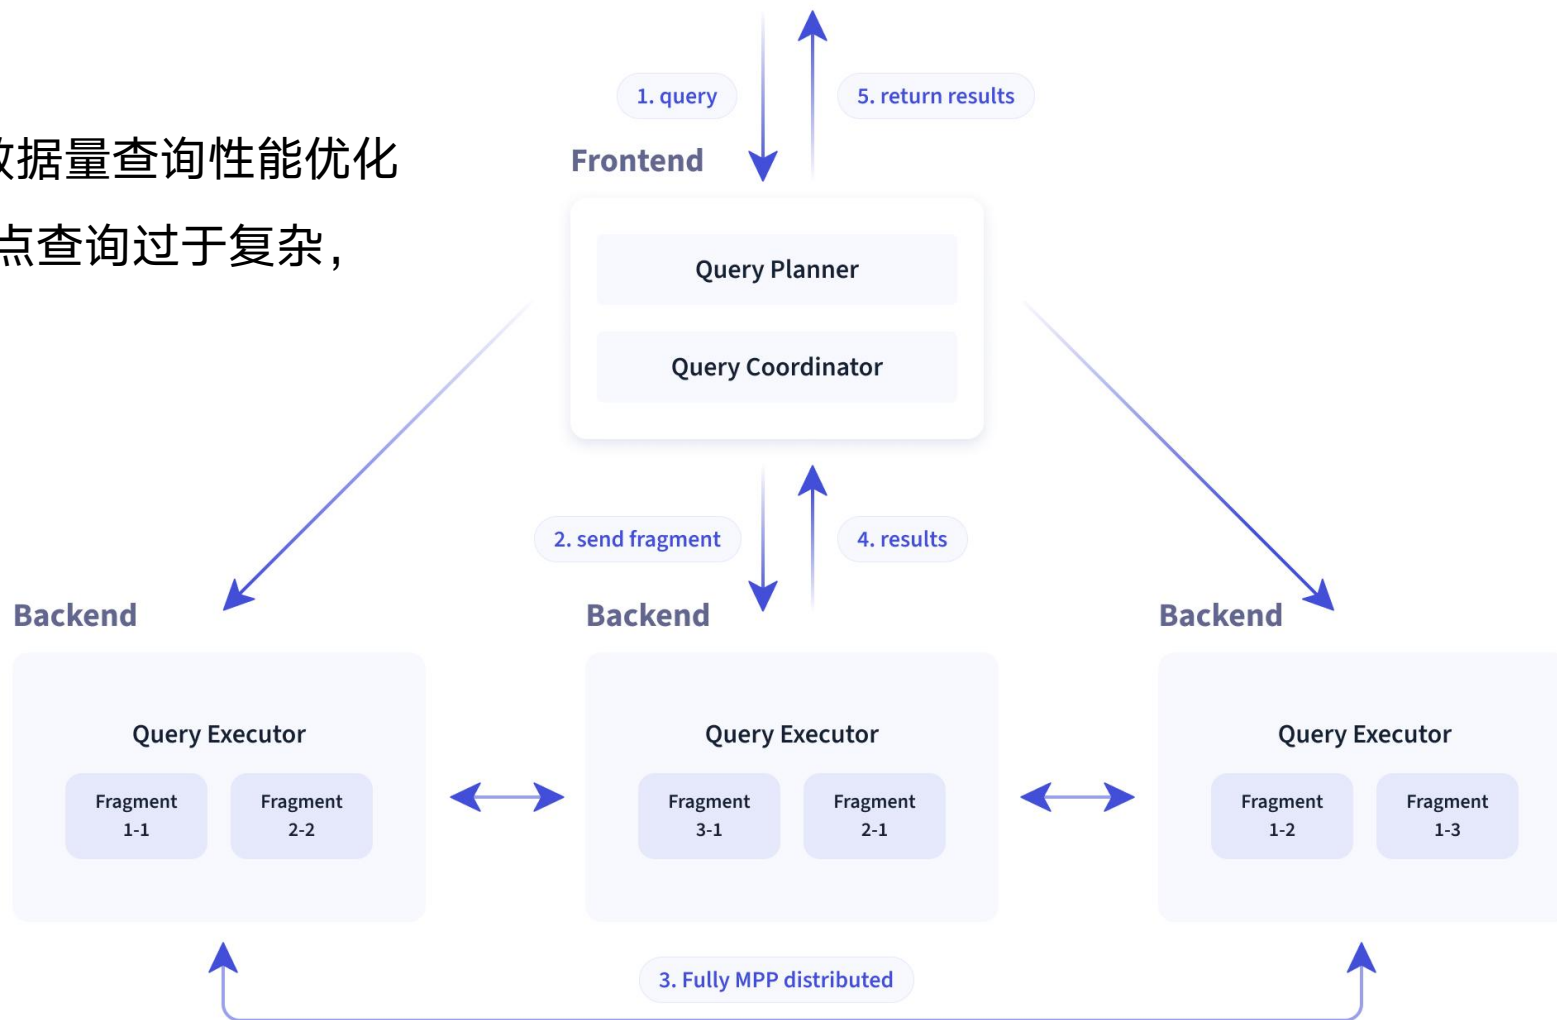 1. query
5. return results
数据量查询性能优化
点查询过于复杂，
Frontend
Query Planner
Query Coordinator
2. send fragment
4. results
Backend
Backend
Backend
Query Executor
Fragment
1-1
Fragment
2-2
Query Executor
Fragment
3-1
Fragment
2-1
Query Executor
Fragment
1-2
Fragment
1-3
3. Fully MPP distributed